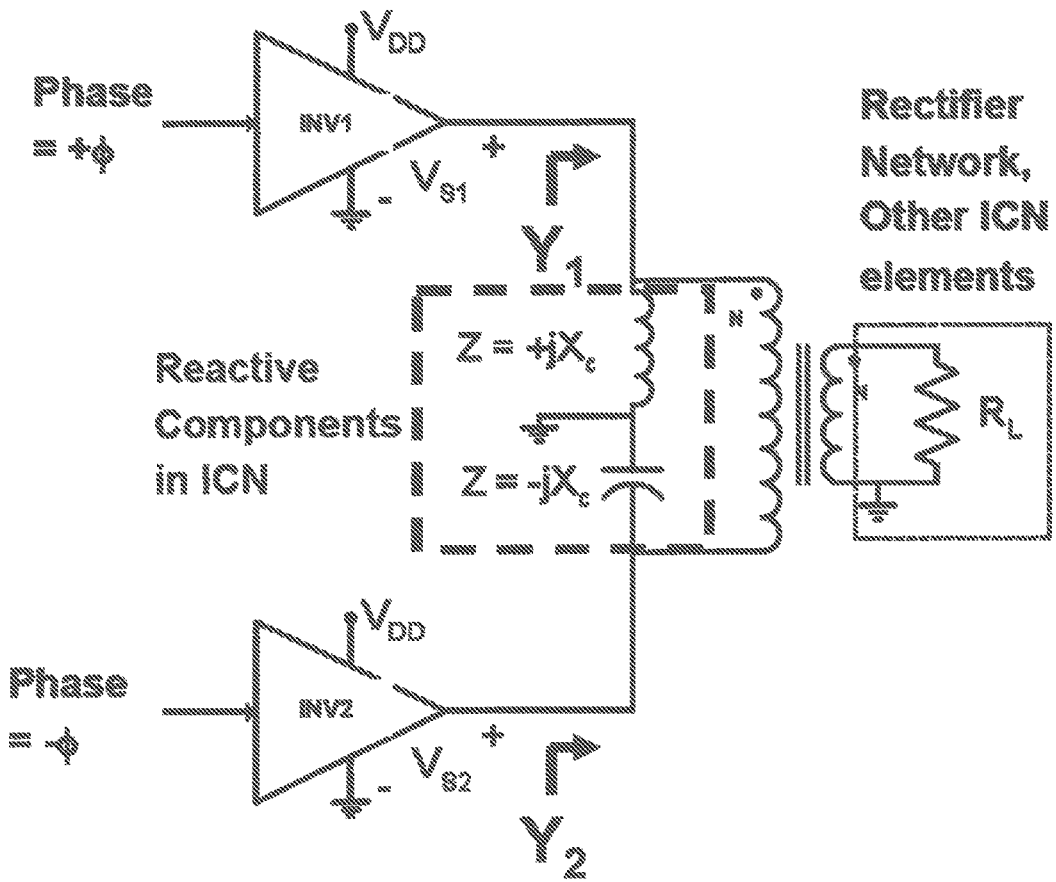 V_DD
Phase
= +ϕ
INV1
+
V_S1
-
Y_1
Rectifier
Network,
Other ICN
elements
Z = +jX_c
N
Reactive
Components
in ICN
Z = -jX_c
R_L
V_DD
Phase
= -ϕ
INV2
+
V_S2
-
Y_2